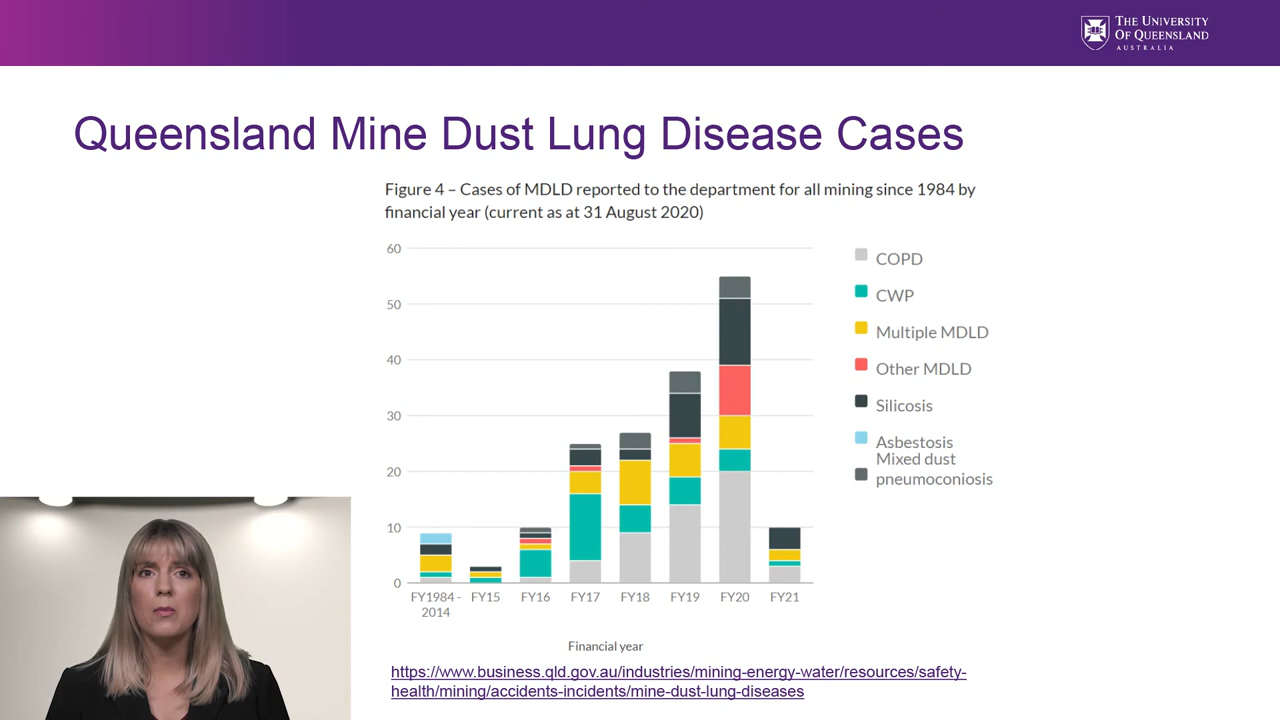 THE UNIVERSITY
OF QUEENSLAND
AUSTRALIA
Queensland Mine Dust Lung Disease Cases
Figure 4 – Cases of MDLD reported to the department for all mining since 1984 by
financial year (current as at 31 August 2020)
60
50
40
30
20
10
0
FY1984 -
2014
FY15
FY16
FY17
FY18
FY19
FY20
FY21
Financial year
COPD
CWP
Multiple MDLD
Other MDLD
Silicosis
Asbestosis
Mixed dust
pneumoconiosis
https://www.business.qld.gov.au/industries/mining-energy-water/resources/safety-
health/mining/accidents-incidents/mine-dust-lung-diseases